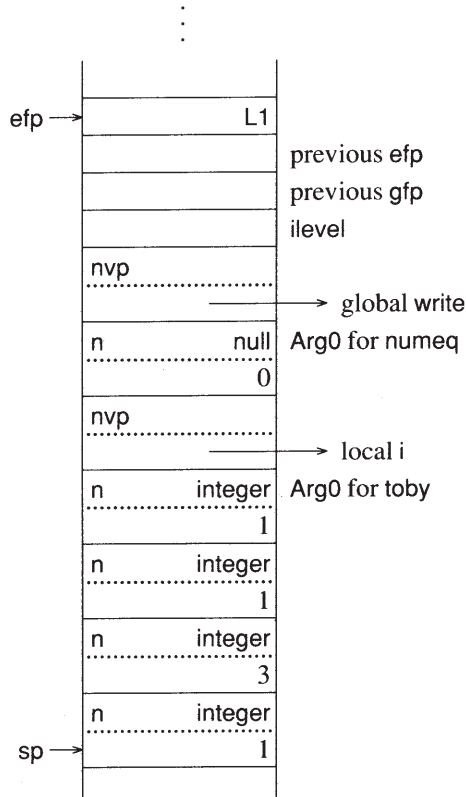 efp L1
previous efp
previous gfp
ilevel
nvp
global write
n null Arg0 for numeq
0
nvp
local i
n integer Arg0 for toby
1
n integer
1
n integer
3
n integer
sp 1